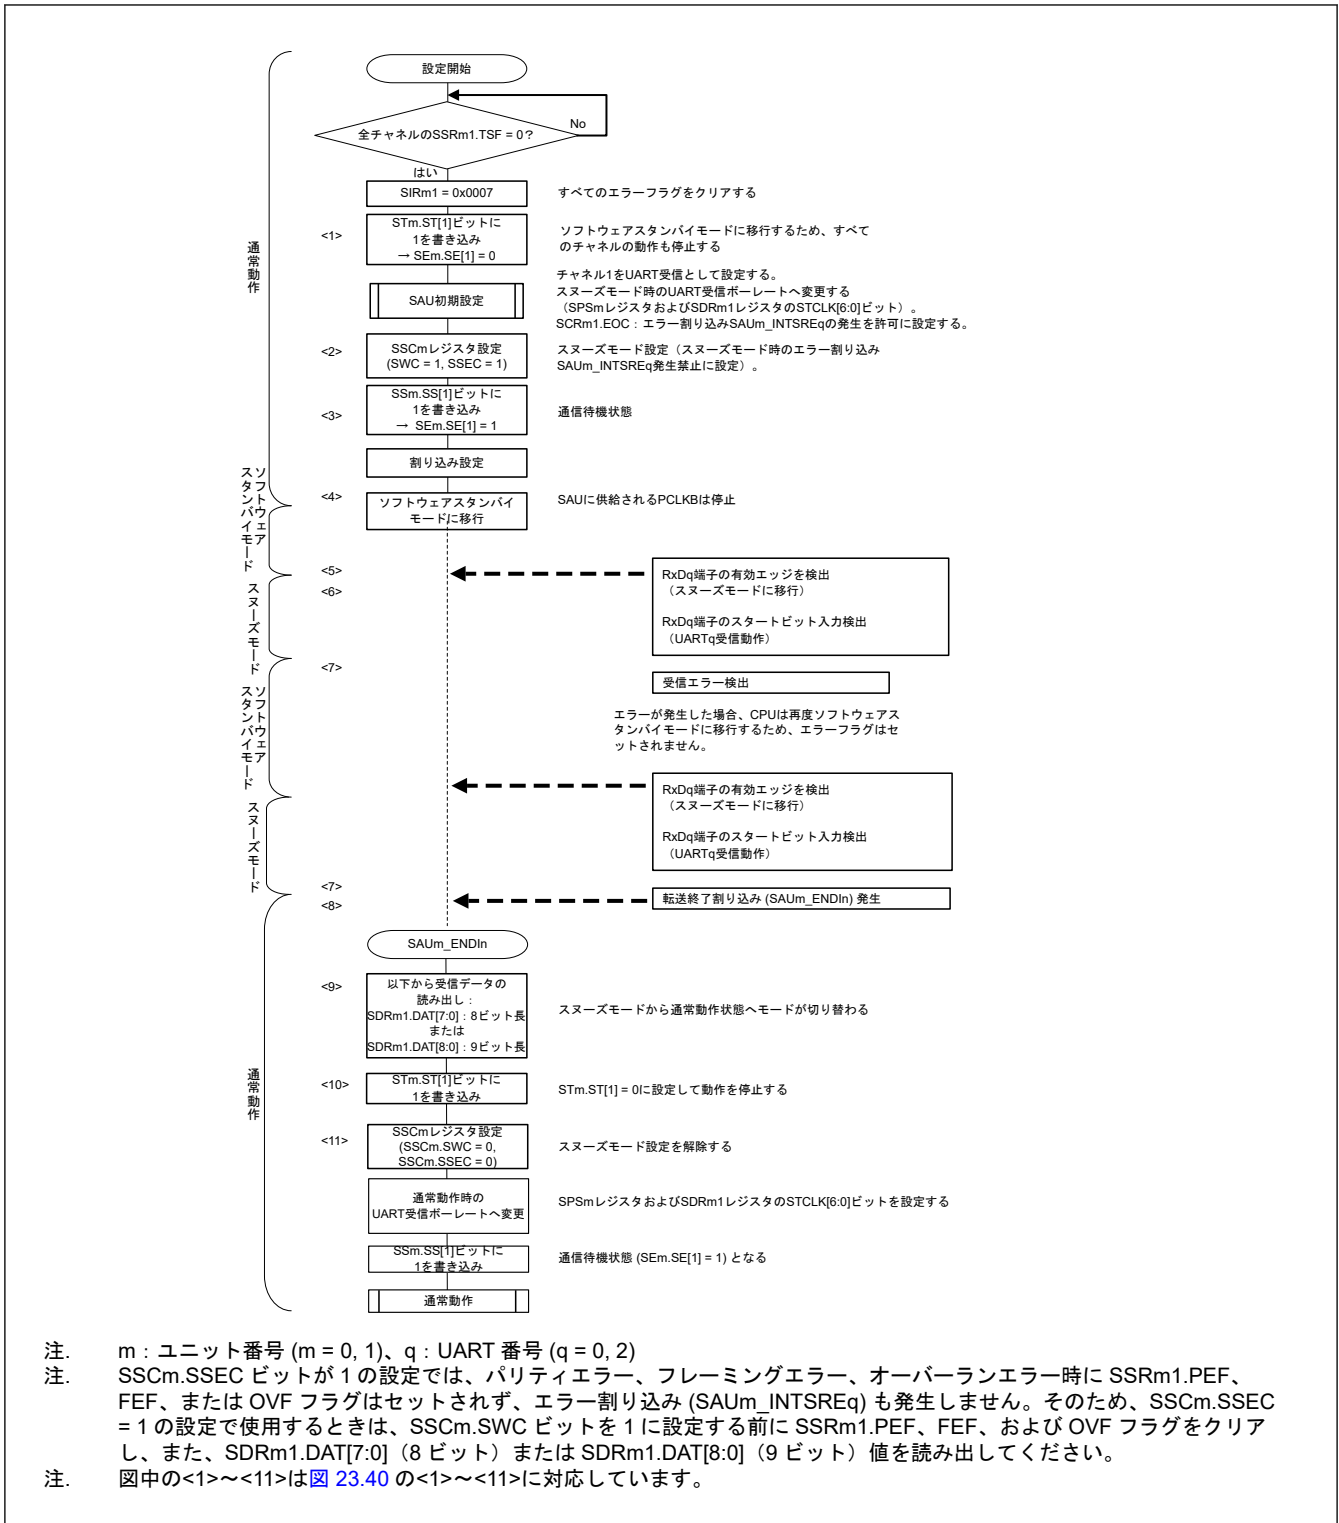 設定開始
全チャネルのSSRm1.TSF = 0？
No
はい
SIRm1 = 0x0007
すべてのエラーフラグをクリアする
<1>
STm.ST[1]ビットに
1を書き込み
→ SEm.SE[1] = 0
ソフトウェアスタンバイモードに移行するため、すべて
のチャネルの動作も停止する
通常動作
SAU初期設定
チャネル1をUART受信として設定する。
スヌーズモード時のUART受信ボーレートへ変更する
（SPSmレジスタおよびSDRm1レジスタのSTCLK[6:0]ビット）。
SCRm1.EOC：エラー割り込みSAUm_INTSREqの発生を許可に設定する。
<2>
SSCmレジスタ設定
(SWC = 1, SSEC = 1)
スヌーズモード設定（スヌーズモード時のエラー割り込み
SAUm_INTSREq発生禁止に設定）。
<3>
SSm.SS[1]ビットに
1を書き込み
→ SEm.SE[1] = 1
通信待機状態
割り込み設定
<4>
ソフトウェアスタンバイ
モードに移行
SAUに供給されるPCLKBは停止
ソフトウェア
スタンバイモード
<5>
<6>
RxDq端子の有効エッジを検出
（スヌーズモードに移行）
RxDq端子のスタートビット入力検出
（UARTq受信動作）
スヌーズモード
<7>
受信エラー検出
エラーが発生した場合、CPUは再度ソフトウェアス
タンバイモードに移行するため、エラーフラグはセ
ットされません。
ソフトウェア
スタンバイモード
RxDq端子の有効エッジを検出
（スヌーズモードに移行）
RxDq端子のスタートビット入力検出
（UARTq受信動作）
スヌーズモード
<7>
<8>
転送終了割り込み (SAUm_ENDIn) 発生
SAUm_ENDIn
<9>
以下から受信データの
読み出し：
SDRm1.DAT[7:0]：8ビット長
または
SDRm1.DAT[8:0]：9ビット長
スヌーズモードから通常動作状態へモードが切り替わる
通常動作
<10>
STm.ST[1]ビットに
1を書き込み
STm.ST[1] = 0に設定して動作を停止する
<11>
SSCmレジスタ設定
(SSCm.SWC = 0,
SSCm.SSEC = 0)
スヌーズモード設定を解除する
通常動作時の
UART受信ボーレートへ変更
SPSmレジスタおよびSDRm1レジスタのSTCLK[6:0]ビットを設定する
SSm.SS[1]ビットに
1を書き込み
通信待機状態 (SEm.SE[1] = 1) となる
通常動作
注. m：ユニット番号 (m = 0, 1)、q：UART 番号 (q = 0, 2)
注. SSCm.SSEC ビットが 1 の設定では、パリティエラー、フレーミングエラー、オーバーランエラー時に SSRm1.PEF、
FEF、または OVF フラグはセットされず、エラー割り込み (SAUm_INTSREq) も発生しません。そのため、SSCm.SSEC
= 1 の設定で使用するときは、SSCm.SWC ビットを 1 に設定する前に SSRm1.PEF、FEF、および OVF フラグをクリア
し、また、SDRm1.DAT[7:0]（8 ビット）または SDRm1.DAT[8:0]（9 ビット）値を読み出してください。
注. 図中の<1>～<11>は図 23.40 の<1>～<11>に対応しています。